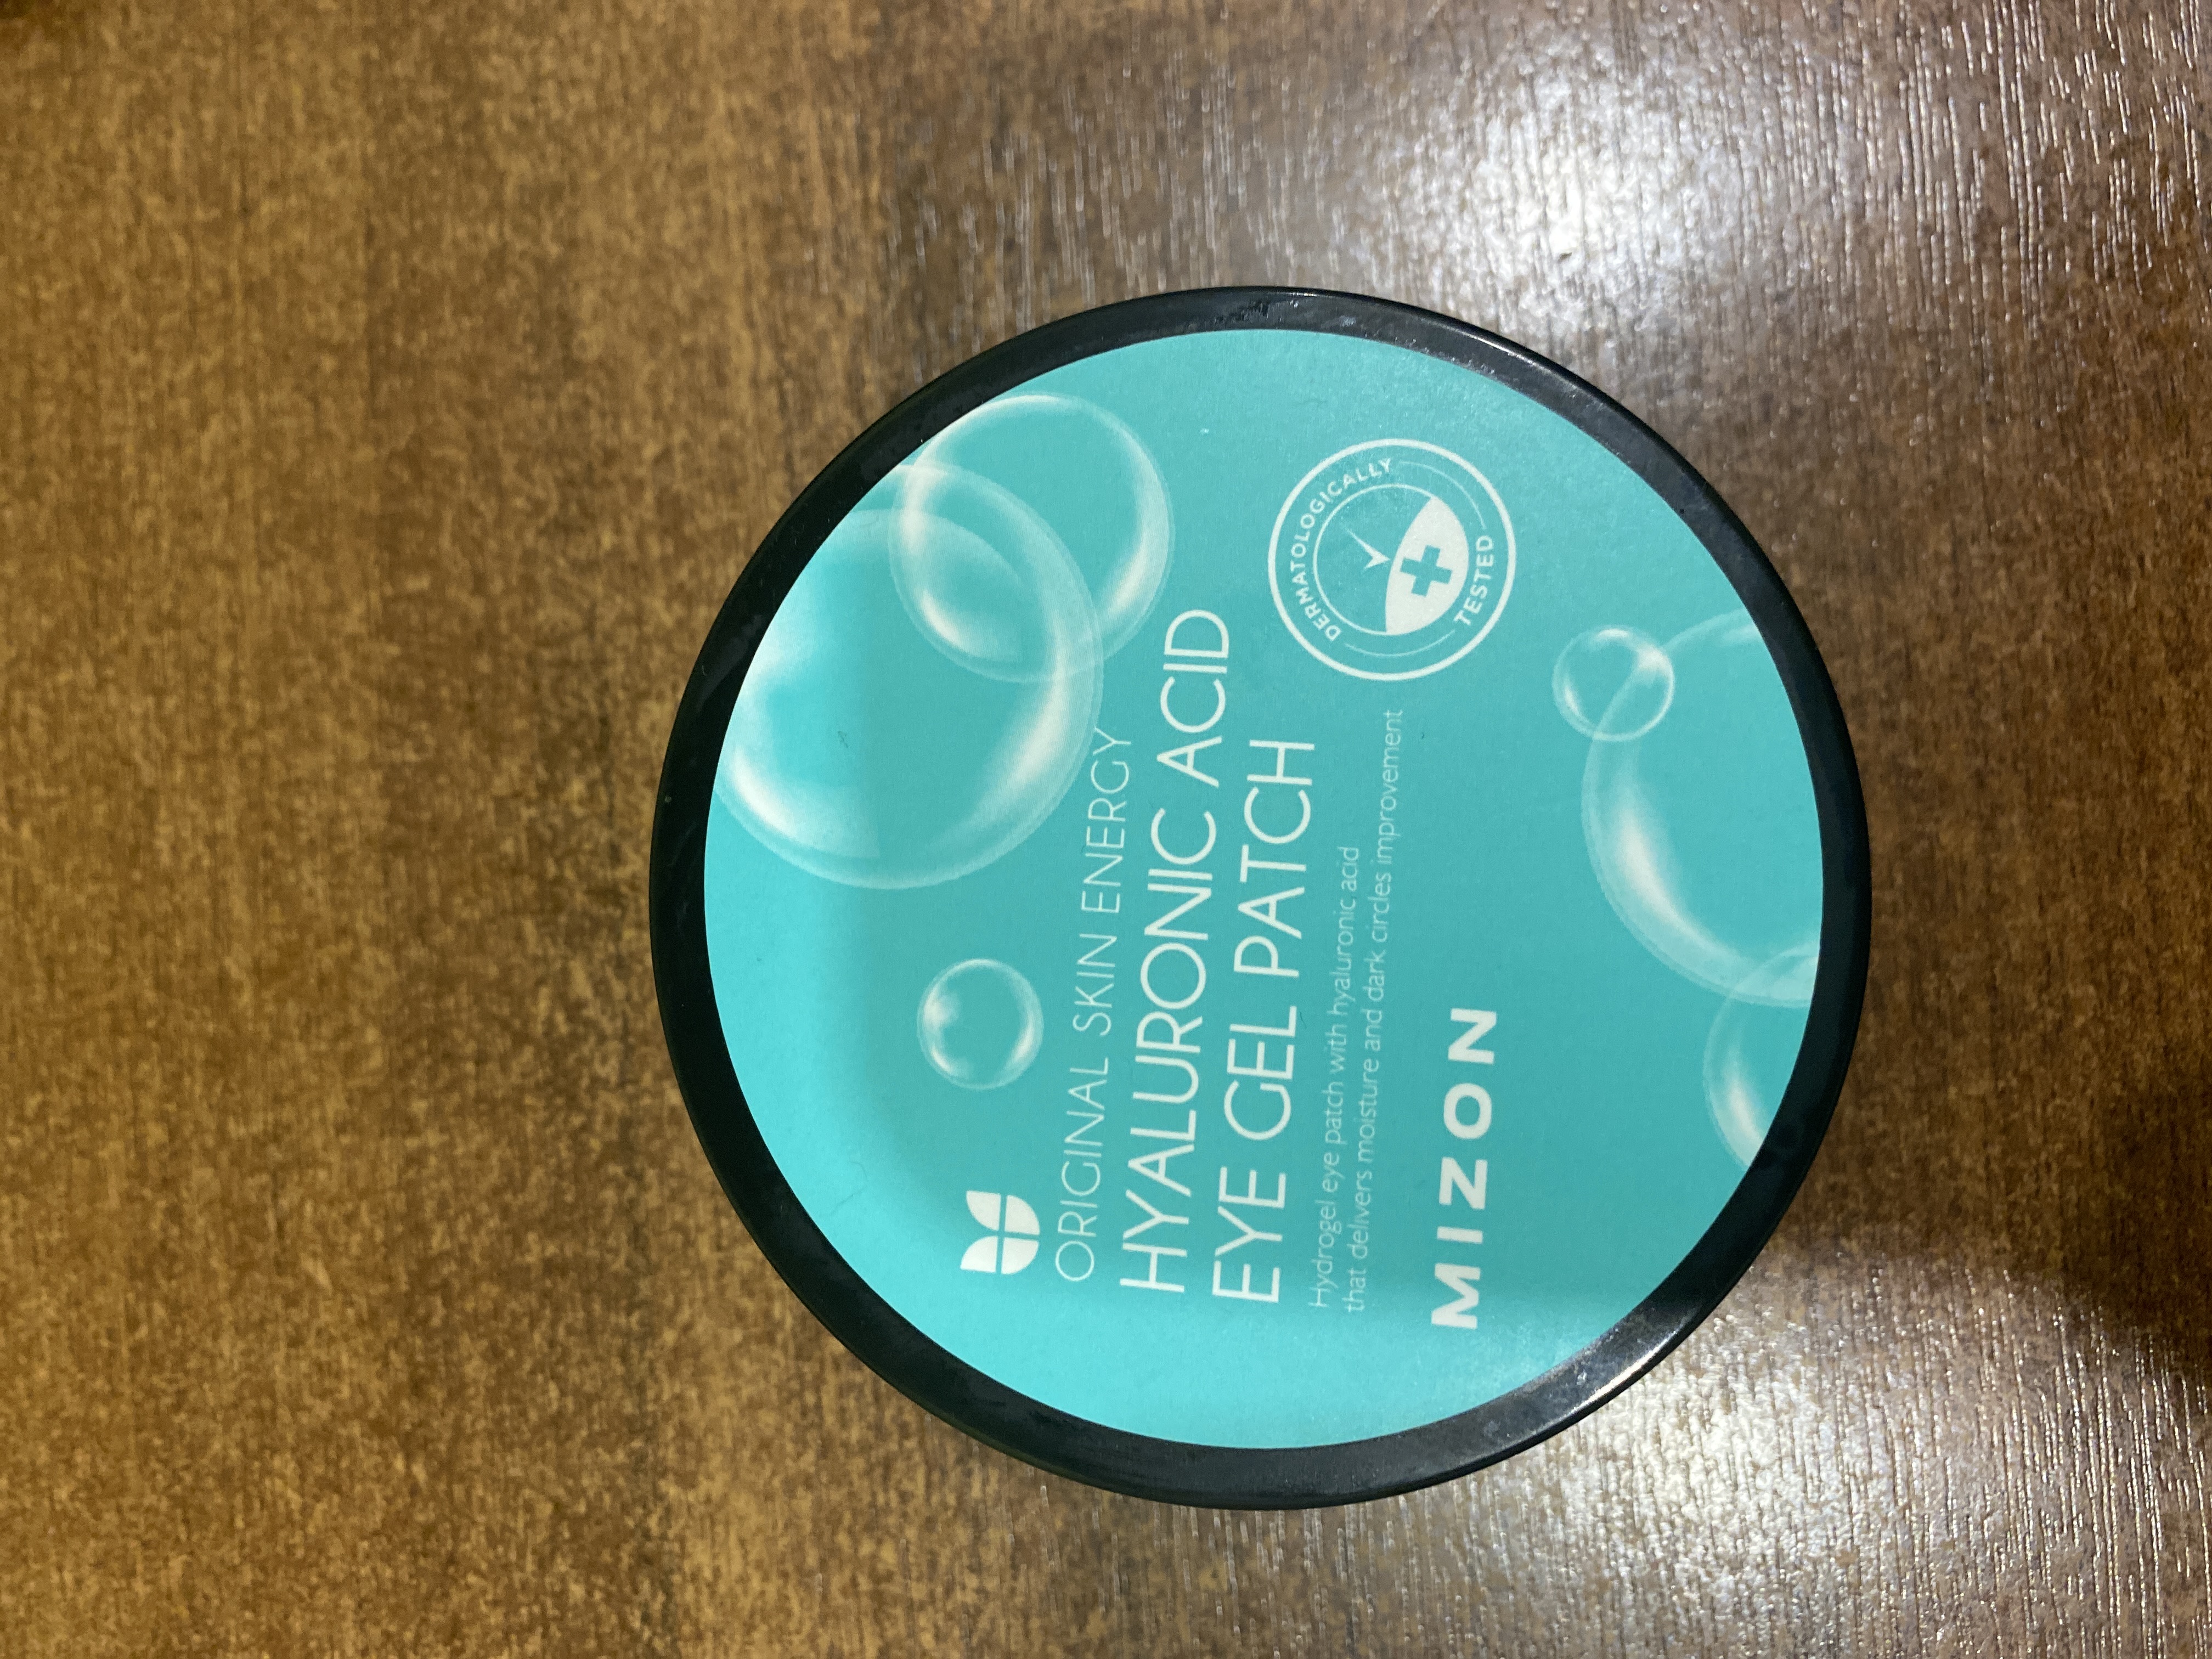 ORIGINAL SKIN ENERGY
HYALURONIC ACID
EYE GEL PATCH
Hydrogel eye patch with hyaluronic acid
that delivers moisture and dark circles improvement
MIZON
DERMATOLOGICALLY
TESTED